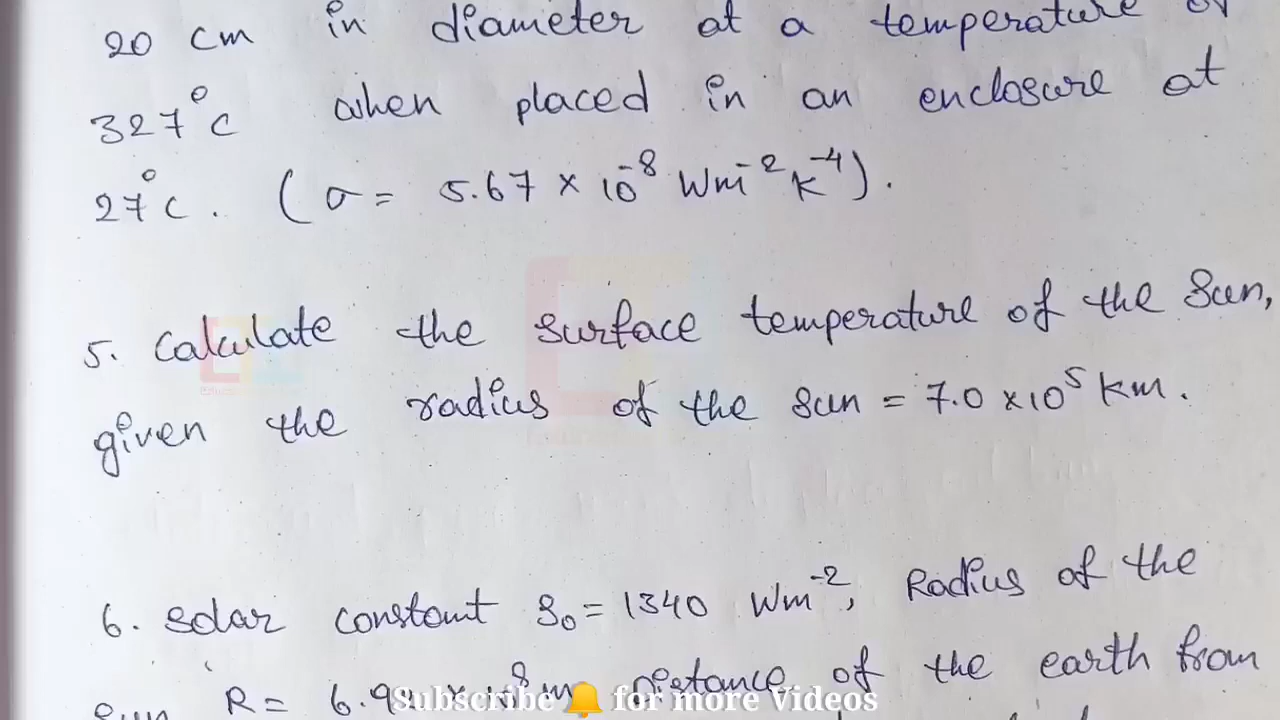 20 cm in diameter at a temperature of
327°C when placed in an enclosure at
27°C. (σ = 5.67 × 10⁻⁸ Wm⁻² K⁻⁴).
5. Calculate the surface temperature of the Sun,
given the radius of the sun = 7.0 × 10⁵ km.
6. Solar constant S₀ = 1340 Wm⁻², Radius of the
Sun R = m, distance of the earth from
Subscribe 🔔 for more Videos